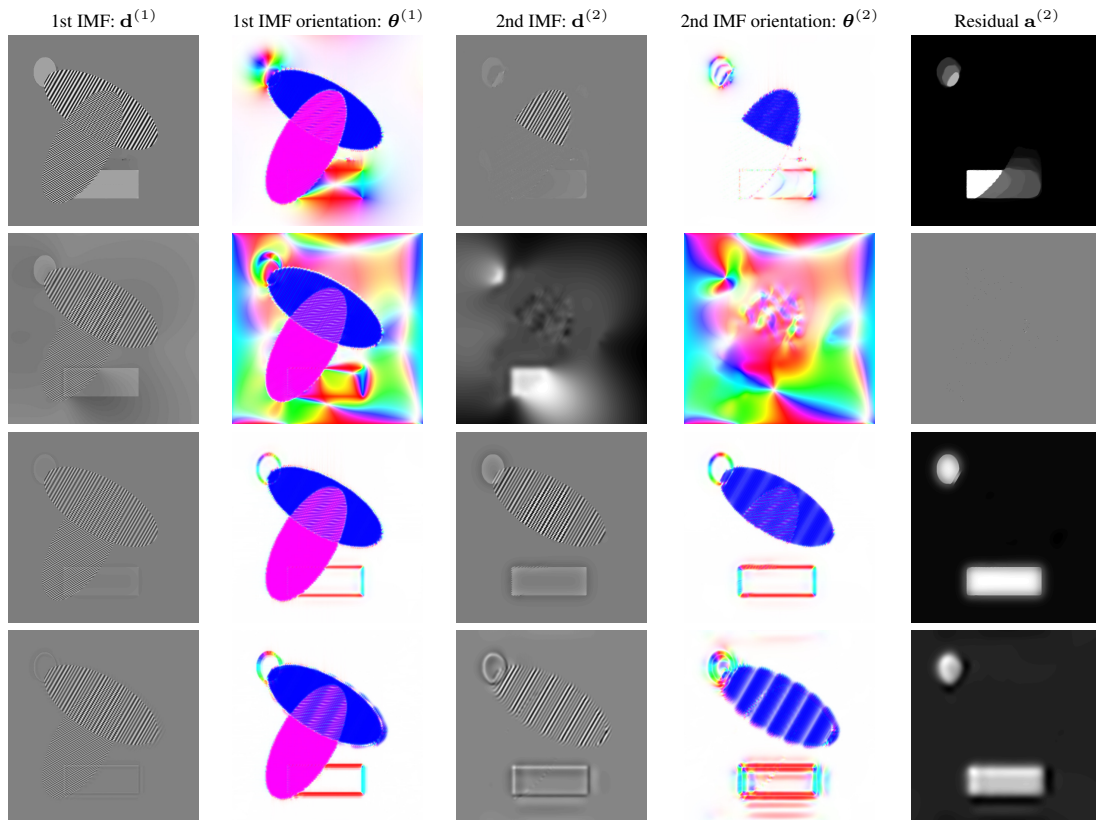 1st IMF: d⁽¹⁾ 1st IMF orientation: θ⁽¹⁾ 2nd IMF: d⁽²⁾ 2nd IMF orientation: θ⁽²⁾ Residual a⁽²⁾